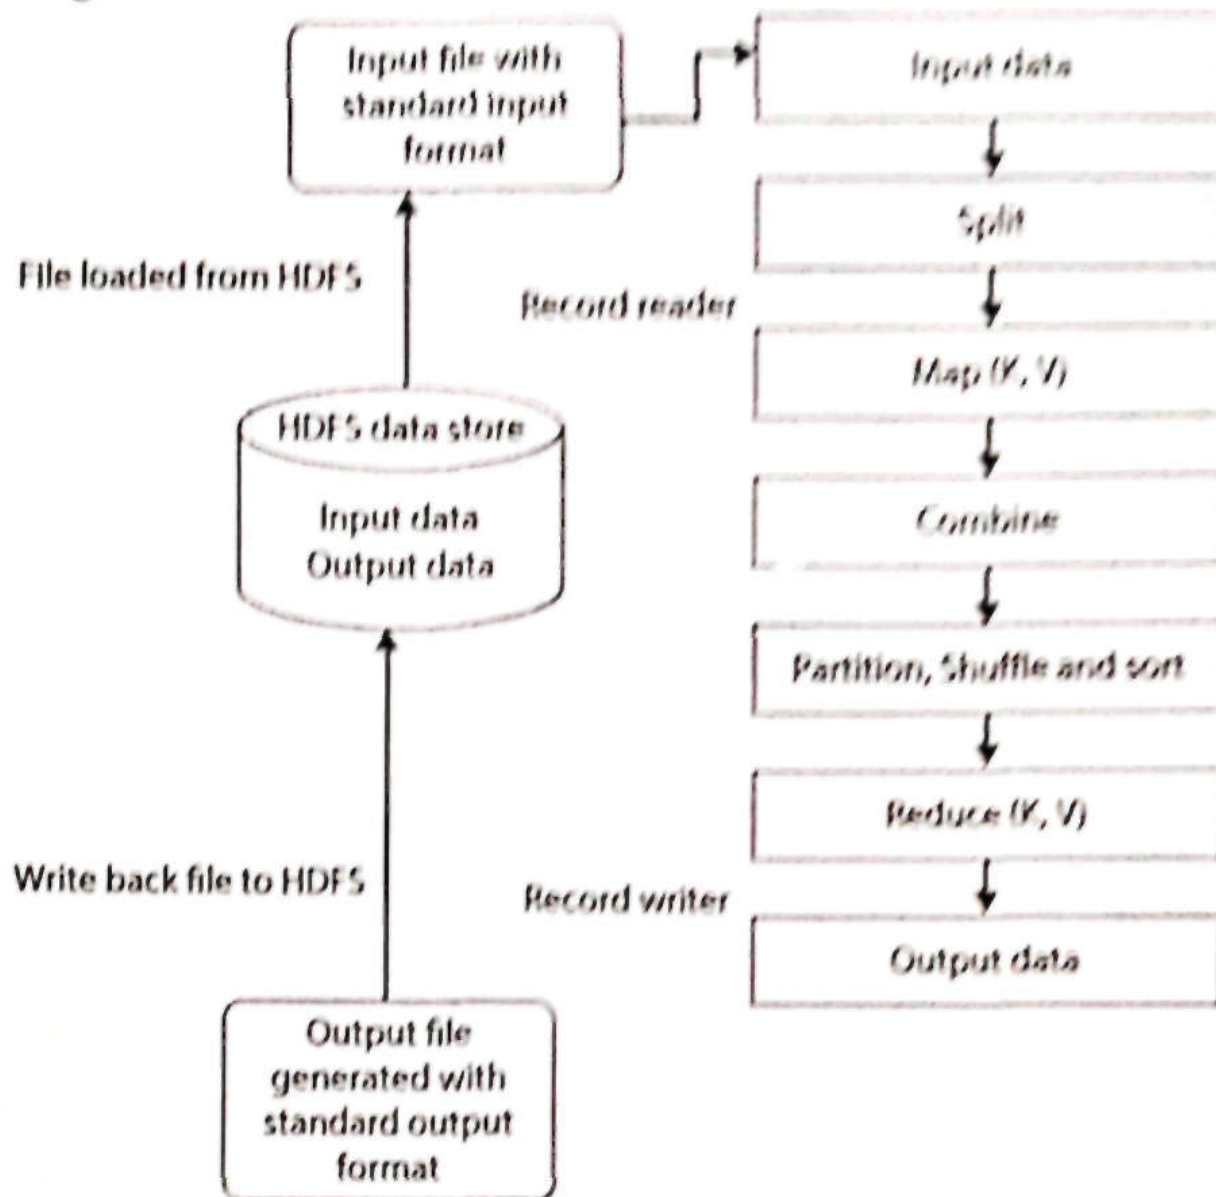 Input file with
standard input
format
Input data
Split
File loaded from HDFS
Record reader
Map (K, V)
HDFS data store
Input data
Output data
Combine
Partition, Shuffle and sort
Reduce (K, V)
Write back file to HDFS
Record writer
Output data
Output file
generated with
standard output
format